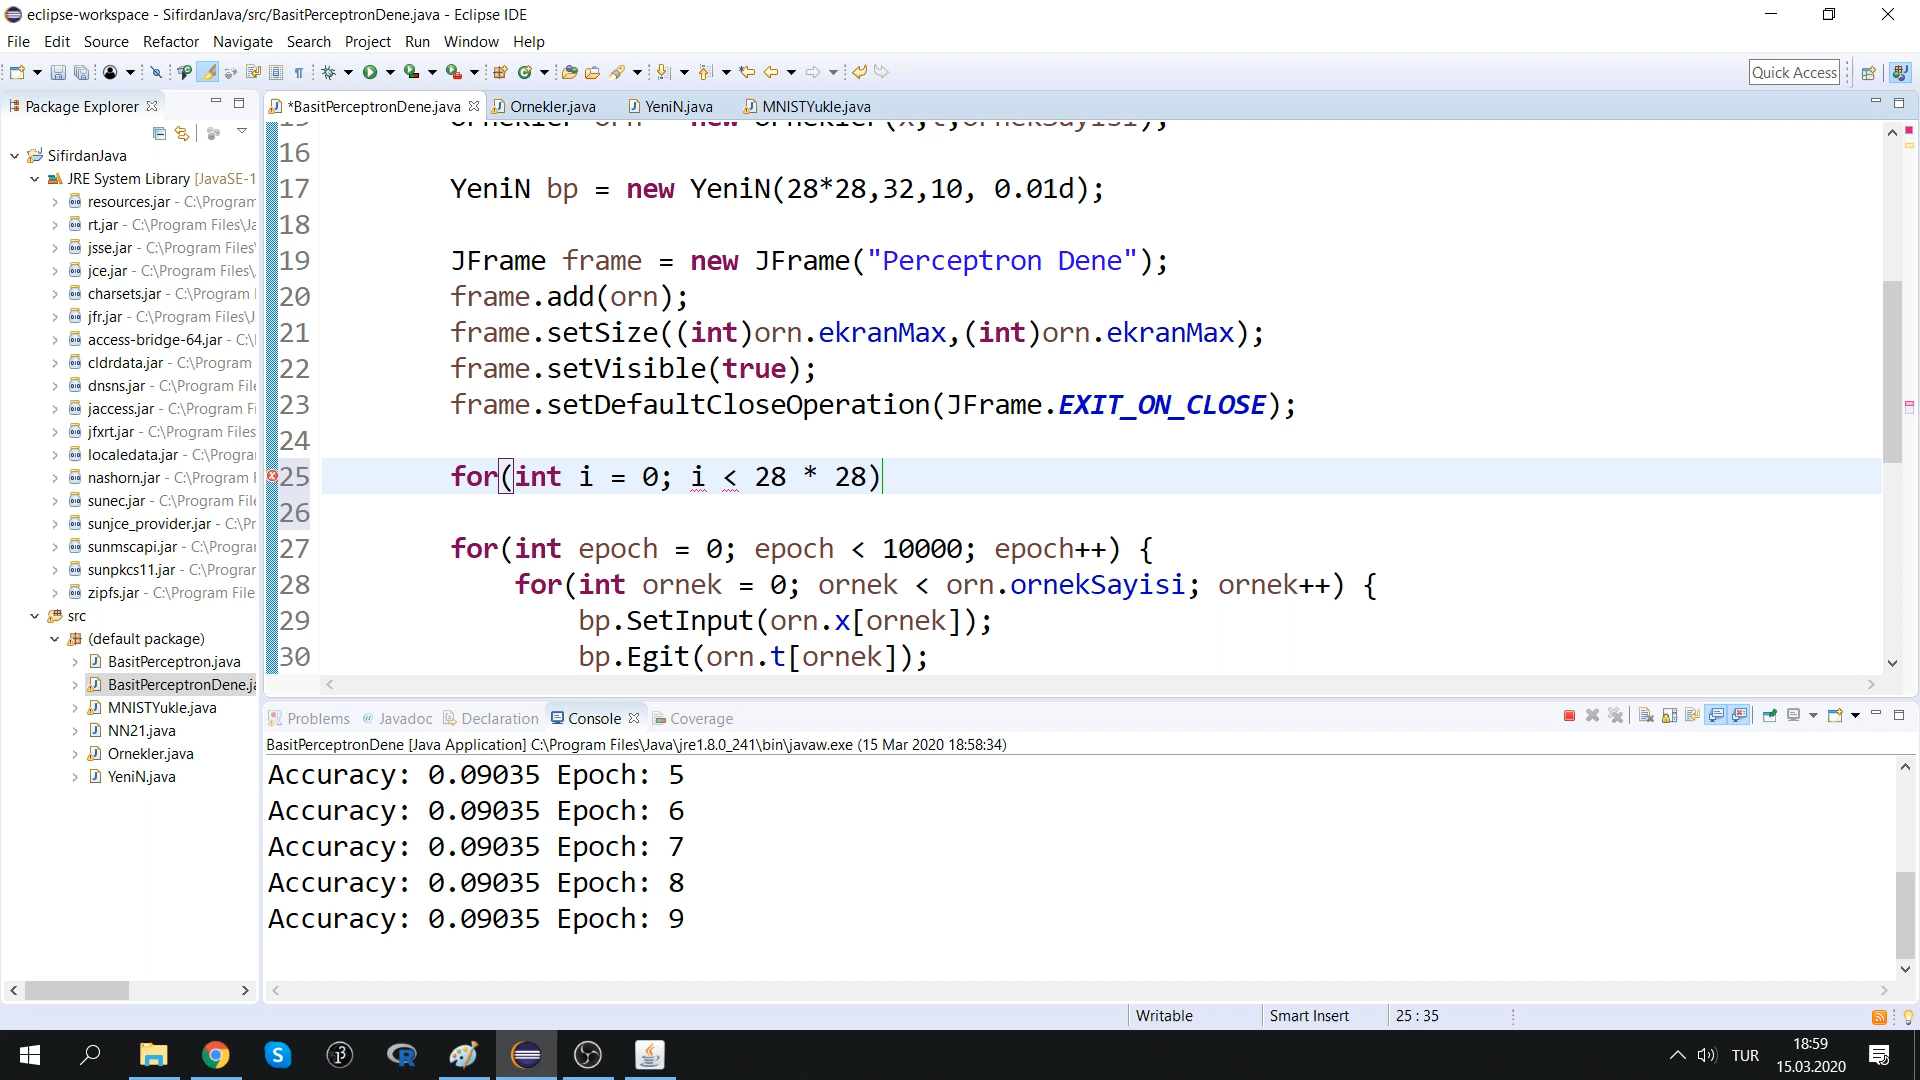 eclipse-workspace - SifirdanJava/src/BasitPerceptronDene.java - Eclipse IDE
File Edit Source Refactor Navigate Search Project Run Window Help
Quick Access
Package Explorer
*BasitPerceptronDene.java Ornekler.java YeniN.java MNISTYukle.java
SifirdanJava
JRE System Library [JavaSE-1
resources.jar - C:\Program
rt.jar - C:\Program Files\Ja
jsse.jar - C:\Program Files\
jce.jar - C:\Program Files\
charsets.jar - C:\Program
jfr.jar - C:\Program Files\J
access-bridge-64.jar - C:\
cldrdata.jar - C:\Program
dnsns.jar - C:\Program File
jaccess.jar - C:\Program Fi
jfxrt.jar - C:\Program Files
localedata.jar - C:\Progra
nashorn.jar - C:\Program
sunec.jar - C:\Program File
sunjce_provider.jar - C:\Pr
sunmscapi.jar - C:\Progra
sunpkcs11.jar - C:\Progra
zipfs.jar - C:\Program File
src
(default package)
BasitPerceptron.java
BasitPerceptronDene.ja
MNISTYukle.java
NN21.java
Ornekler.java
YeniN.java
15 Ornekler orn = new Ornekler(x,t,ornekSayisi);
16
17 YeniN bp = new YeniN(28*28,32,10, 0.01d);
18
19 JFrame frame = new JFrame("Perceptron Dene");
20 frame.add(orn);
21 frame.setSize((int)orn.ekranMax,(int)orn.ekranMax);
22 frame.setVisible(true);
23 frame.setDefaultCloseOperation(JFrame.EXIT_ON_CLOSE);
24
25 for(int i = 0; i < 28 * 28)
26
27 for(int epoch = 0; epoch < 10000; epoch++) {
28 for(int ornek = 0; ornek < orn.ornekSayisi; ornek++) {
29 bp.SetInput(orn.x[ornek]);
30 bp.Egit(orn.t[ornek]);
Problems Javadoc Declaration Console Coverage
BasitPerceptronDene [Java Application] C:\Program Files\Java\jre1.8.0_241\bin\javaw.exe (15 Mar 2020 18:58:34)
Accuracy: 0.09035 Epoch: 5
Accuracy: 0.09035 Epoch: 6
Accuracy: 0.09035 Epoch: 7
Accuracy: 0.09035 Epoch: 8
Accuracy: 0.09035 Epoch: 9
Writable Smart Insert 25 : 35
TUR
18:59
15.03.2020